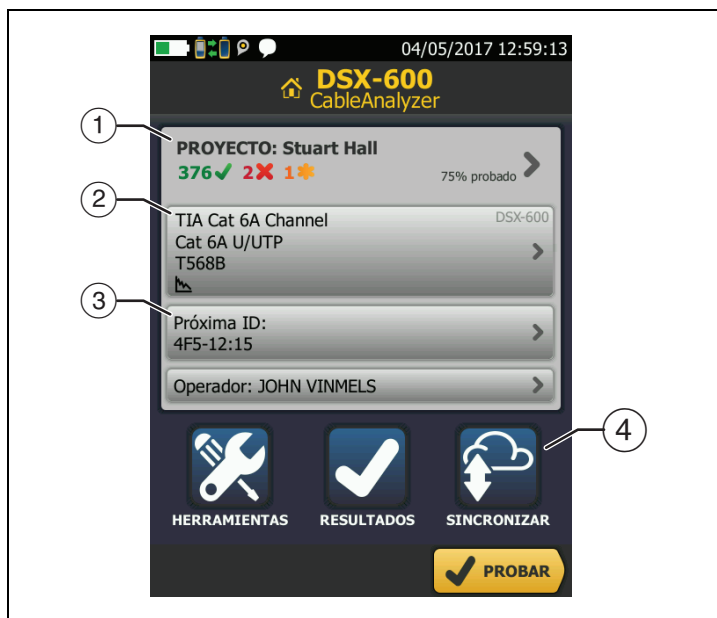 04/05/2017 12:59:13
DSX-600
CableAnalyzer
1
PROYECTO: Stuart Hall
376 2 1
75% probado
2
TIA Cat 6A Channel
DSX-600
Cat 6A U/UTP
T568B
3
Próxima ID:
4F5-12:15
Operador: JOHN VINMELS
4
HERRAMIENTAS
RESULTADOS
SINCRONIZAR
PROBAR